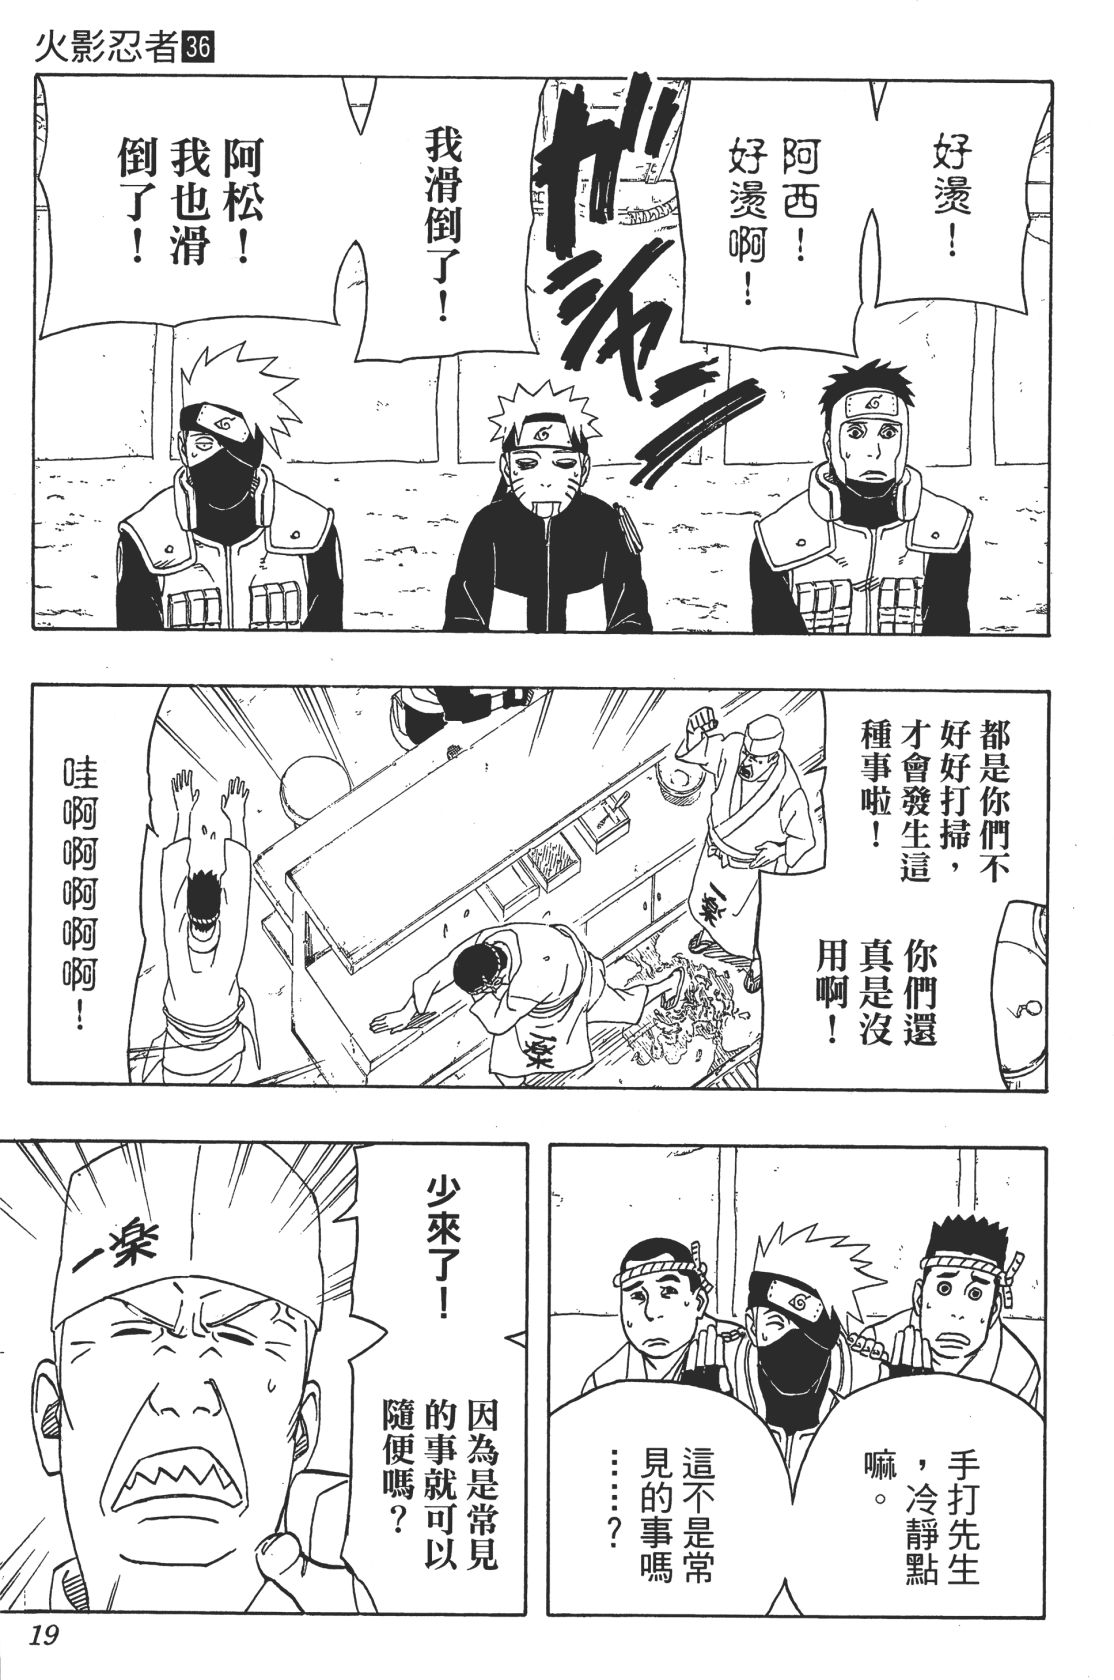 火影忍者36
好燙！
阿西！
好燙啊！
ガシャーン
我滑倒了！
阿松！
我也滑
倒了！
都是你們不
好好打掃，
才會發生這
種事啦！
你們還
真是沒
用啊！
一楽
一楽
哇啊啊啊啊啊！
手打先生
，冷靜點
嘛。
這不是常
見的事嗎
……？
少來了！
因為是常見
的事就可以
隨便嗎？
一楽
19